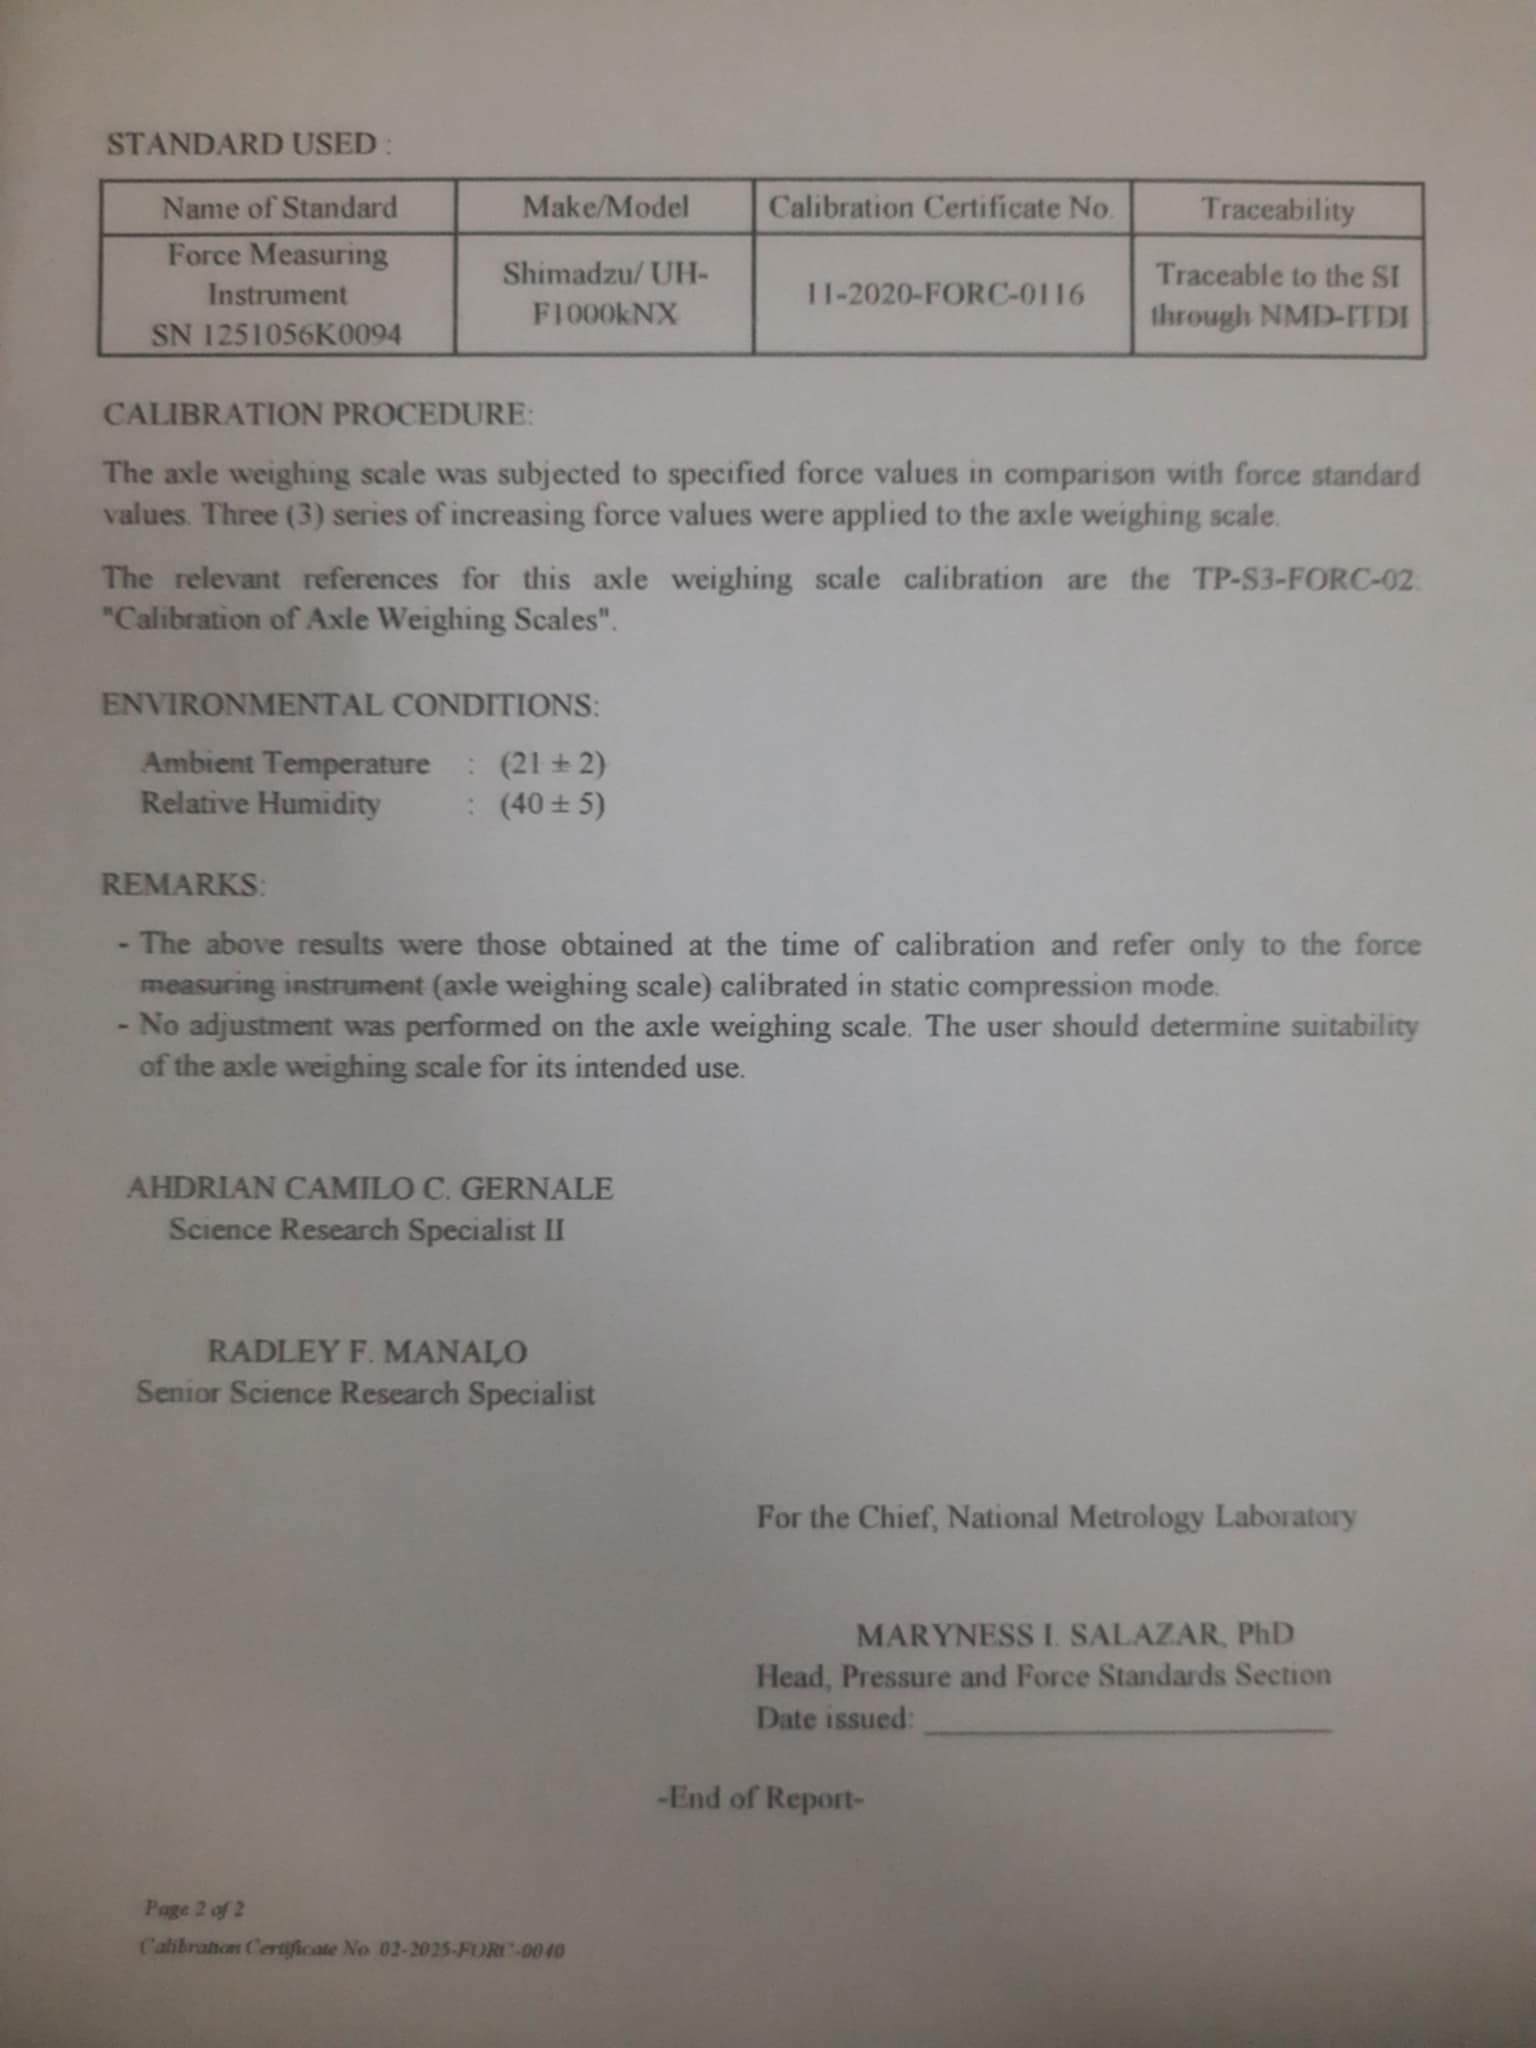 STANDARD USED :
Name of Standard Make/Model Calibration Certificate No. Traceability
Force Measuring
Instrument
SN 1251056K0094
Shimadzu/ UH-
F1000kNX
11-2020-FORC-0116
Traceable to the SI
through NMD-ITDI
CALIBRATION PROCEDURE:
The axle weighing scale was subjected to specified force values in comparison with force standard
values. Three (3) series of increasing force values were applied to the axle weighing scale.
The relevant references for this axle weighing scale calibration are the TP-S3-FORC-02:
"Calibration of Axle Weighing Scales".
ENVIRONMENTAL CONDITIONS:
Ambient Temperature : (21 ± 2)
Relative Humidity : (40 ± 5)
REMARKS:
- The above results were those obtained at the time of calibration and refer only to the force
measuring instrument (axle weighing scale) calibrated in static compression mode.
- No adjustment was performed on the axle weighing scale. The user should determine suitability
of the axle weighing scale for its intended use.
AHDRIAN CAMILO C. GERNALE
Science Research Specialist II
RADLEY F. MANALO
Senior Science Research Specialist
For the Chief, National Metrology Laboratory
MARYNESS I. SALAZAR, PhD
Head, Pressure and Force Standards Section
Date issued:
-End of Report-
Page 2 of 2
Calibration Certificate No. 02-2025-FORC-0040